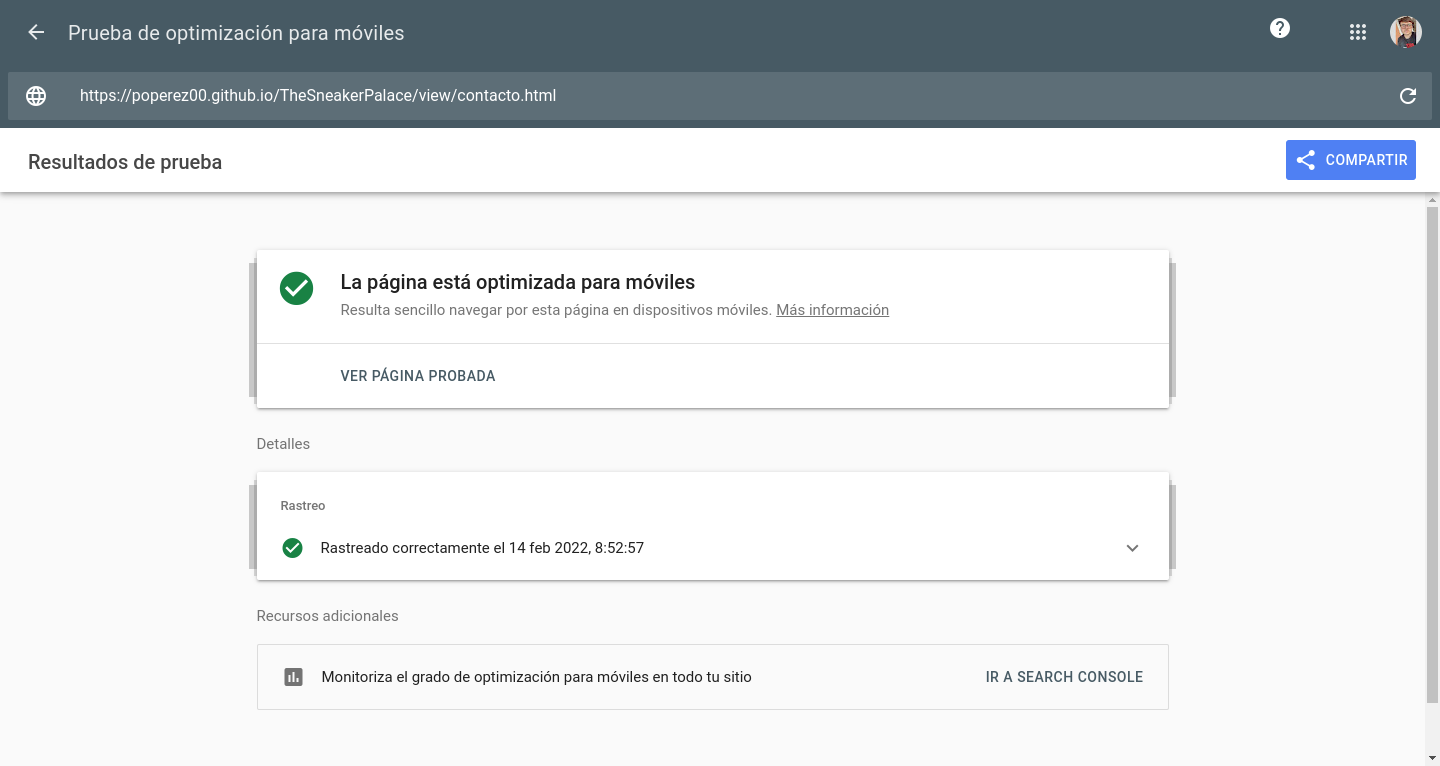 Prueba de optimización para móviles
https://poperez00.github.io/TheSneakerPalace/view/contacto.html
Resultados de prueba
COMPARTIR
La página está optimizada para móviles
Resulta sencillo navegar por esta página en dispositivos móviles. Más información
VER PÁGINA PROBADA
Detalles
Rastreo
Rastreado correctamente el 14 feb 2022, 8:52:57
Recursos adicionales
Monitoriza el grado de optimización para móviles en todo tu sitio
IR A SEARCH CONSOLE